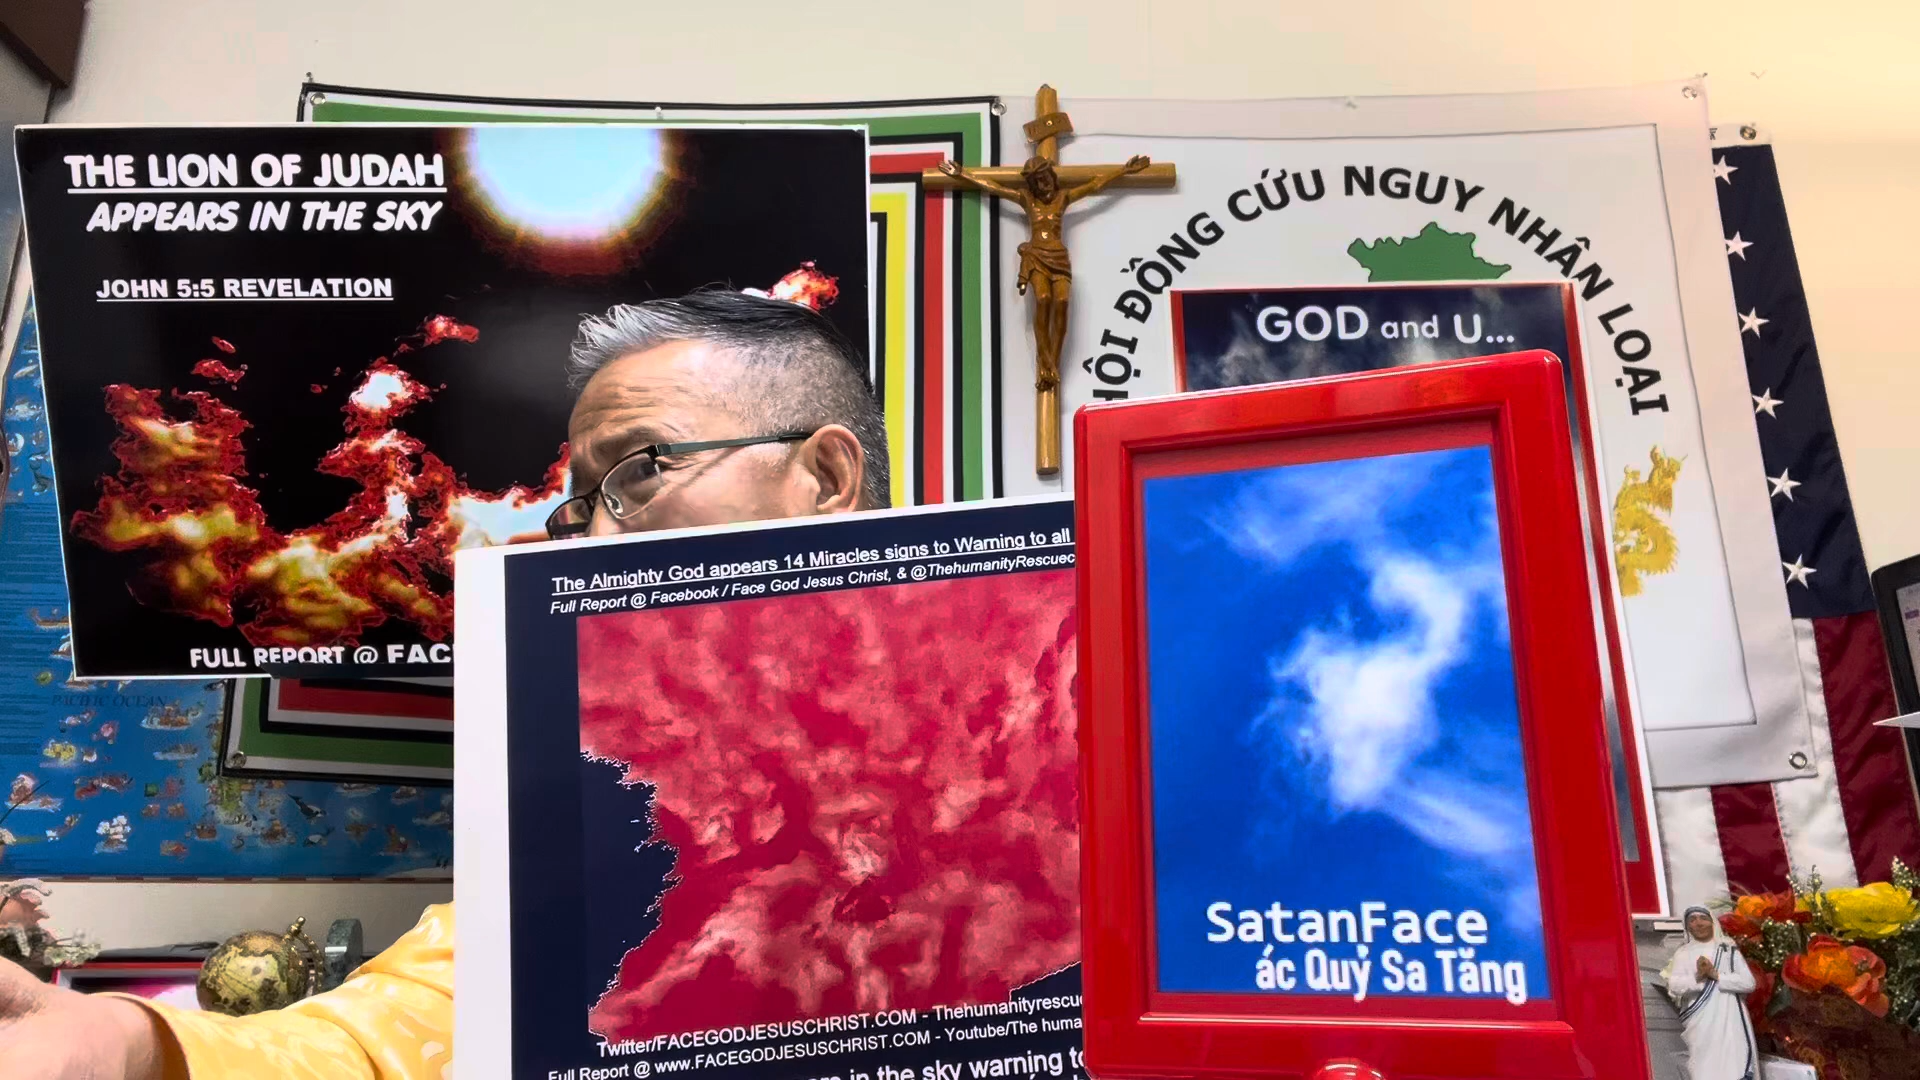 THE LION OF JUDAH
APPEARS IN THE SKY
JOHN 5:5 REVELATION
FULL REPORT @
HỘI ĐỒNG CỨU NGUY NHÂN LOẠI
GOD and U...
The Almighty God appears 14 Miracles signs to Warning to all
Full Report @ Facebook / Face God Jesus Christ, & @TheHumanityRescuec
Twitter/FACEGODJESUSCHRIST.COM - Thehumanityrescu
Full Report @ www.FACEGODJESUSCHRIST.COM - Youtube/The huma
in the sky warning
SatanFace
ác Quỷ Sa Tăng
PACIFIC OCEAN